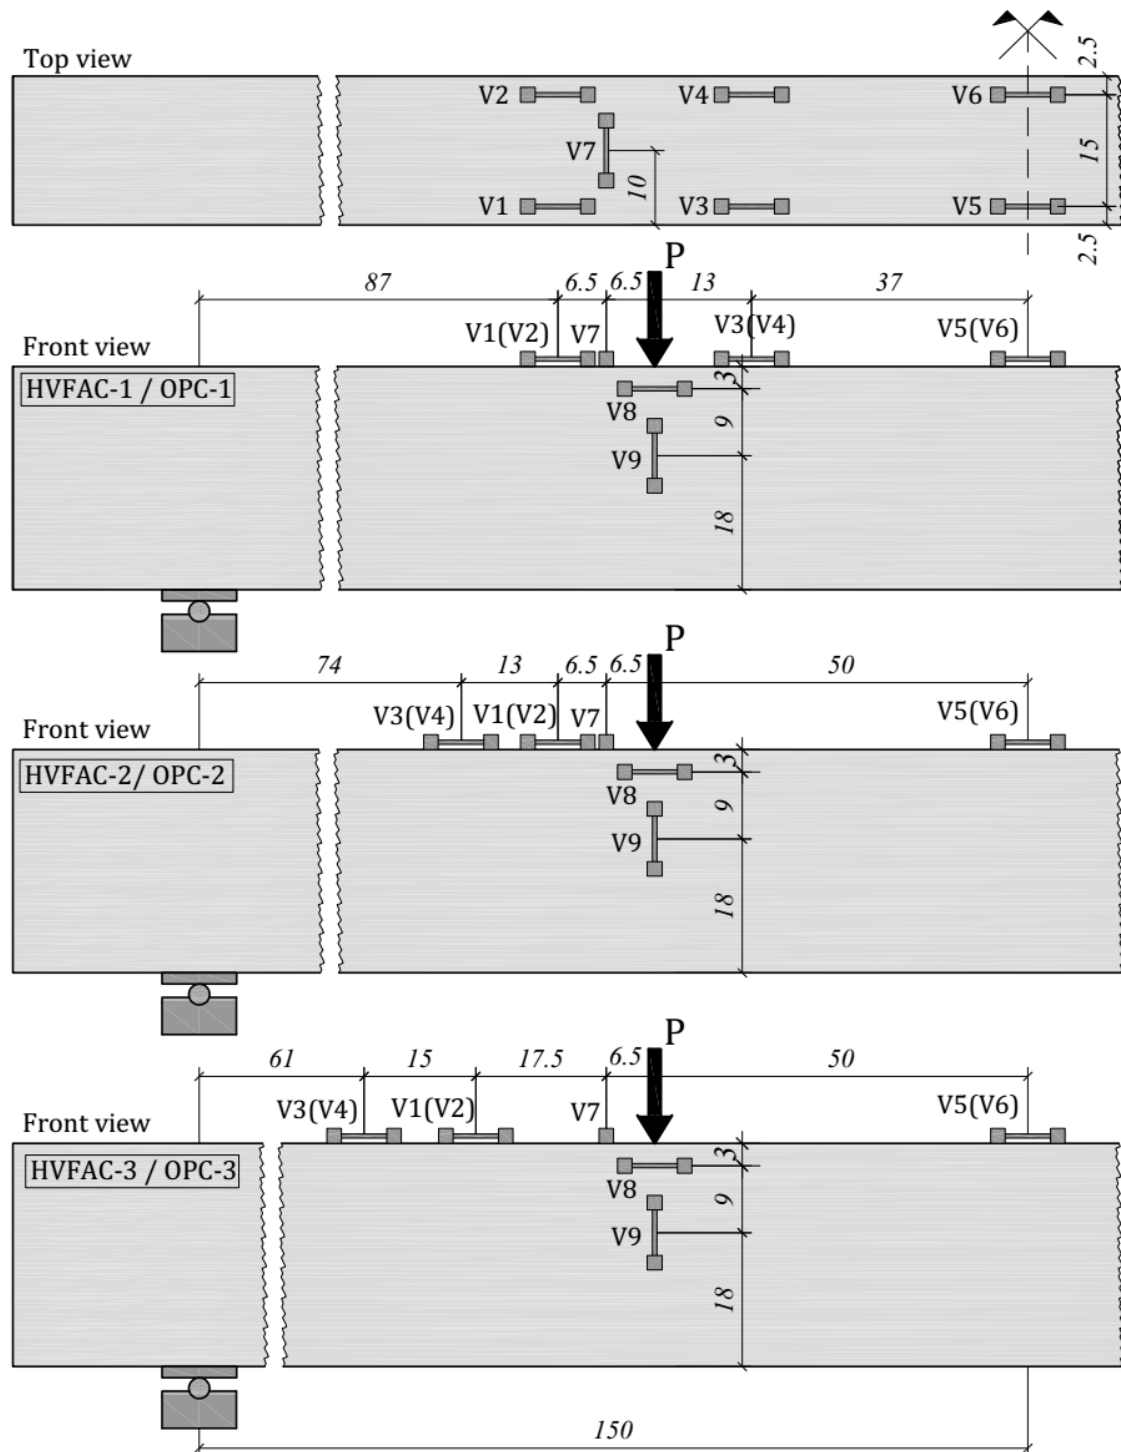 Top view
2.5
V2 V4 V6
V7
10
15
V1 V3 V5
2.5
P
87 6.5 6.5 13 37
V1(V2) V7 V3(V4) V5(V6)
Front view
HVFAC-1 / OPC-1
3
V8
9
V9
18
P
74 13 6.5 6.5 50
V3(V4) V1(V2) V7 V5(V6)
Front view
HVFAC-2/ OPC-2
3
V8
9
V9
18
P
61 15 17.5 6.5 50
V3(V4) V1(V2) V7 V5(V6)
Front view
HVFAC-3 / OPC-3
3
V8
9
V9
18
150